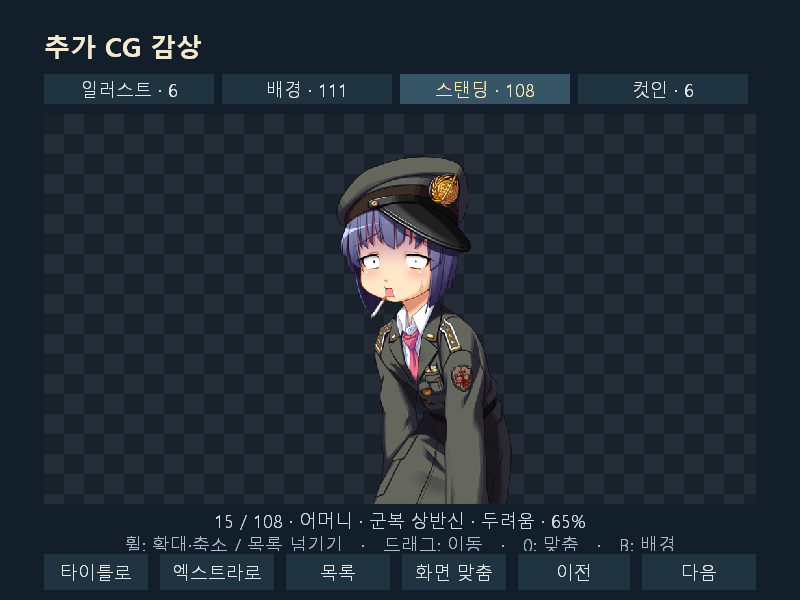 추가 CG 감상
일러스트 · 6
배경 · 111
스탠딩 · 108
컷인 · 6
15 / 108 · 어머니 · 군복 상반신 · 두려움 · 65%
휠: 확대·축소 / 목록 넘기기 · 드래그: 이동 · 0: 맞춤 · B: 배경
타이틀로
엑스트라로
목록
화면 맞춤
이전
다음